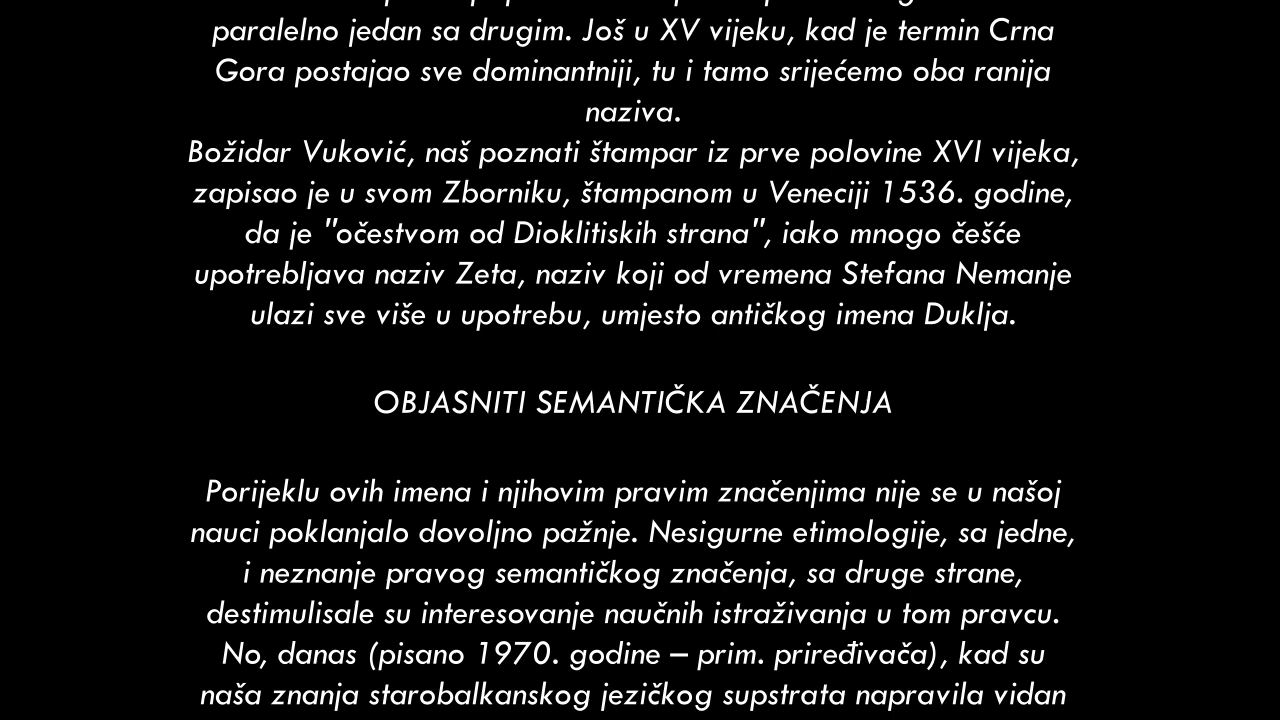 paralelno jedan sa drugim. Još u XV vijeku, kad je termin Crna
Gora postajao sve dominantniji, tu i tamo srijećemo oba ranija
naziva.
Božidar Vuković, naš poznati štampar iz prve polovine XVI vijeka,
zapisao je u svom Zborniku, štampanom u Veneciji 1536. godine,
da je "očestvom od Dioklitiskih strana", iako mnogo češće
upotrebljava naziv Zeta, naziv koji od vremena Stefana Nemanje
ulazi sve više u upotrebu, umjesto antičkog imena Duklja.
OBJASNITI SEMANTIČKA ZNAČENJA
Porijeklu ovih imena i njihovim pravim značenjima nije se u našoj
nauci poklanjalo dovoljno pažnje. Nesigurne etimologije, sa jedne,
i neznanje pravog semantičkog značenja, sa druge strane,
destimulisale su interesovanje naučnih istraživanja u tom pravcu.
No, danas (pisano 1970. godine – prim. priređivača), kad su
naša znanja starobalkanskog jezičkog supstrata napravila vidan